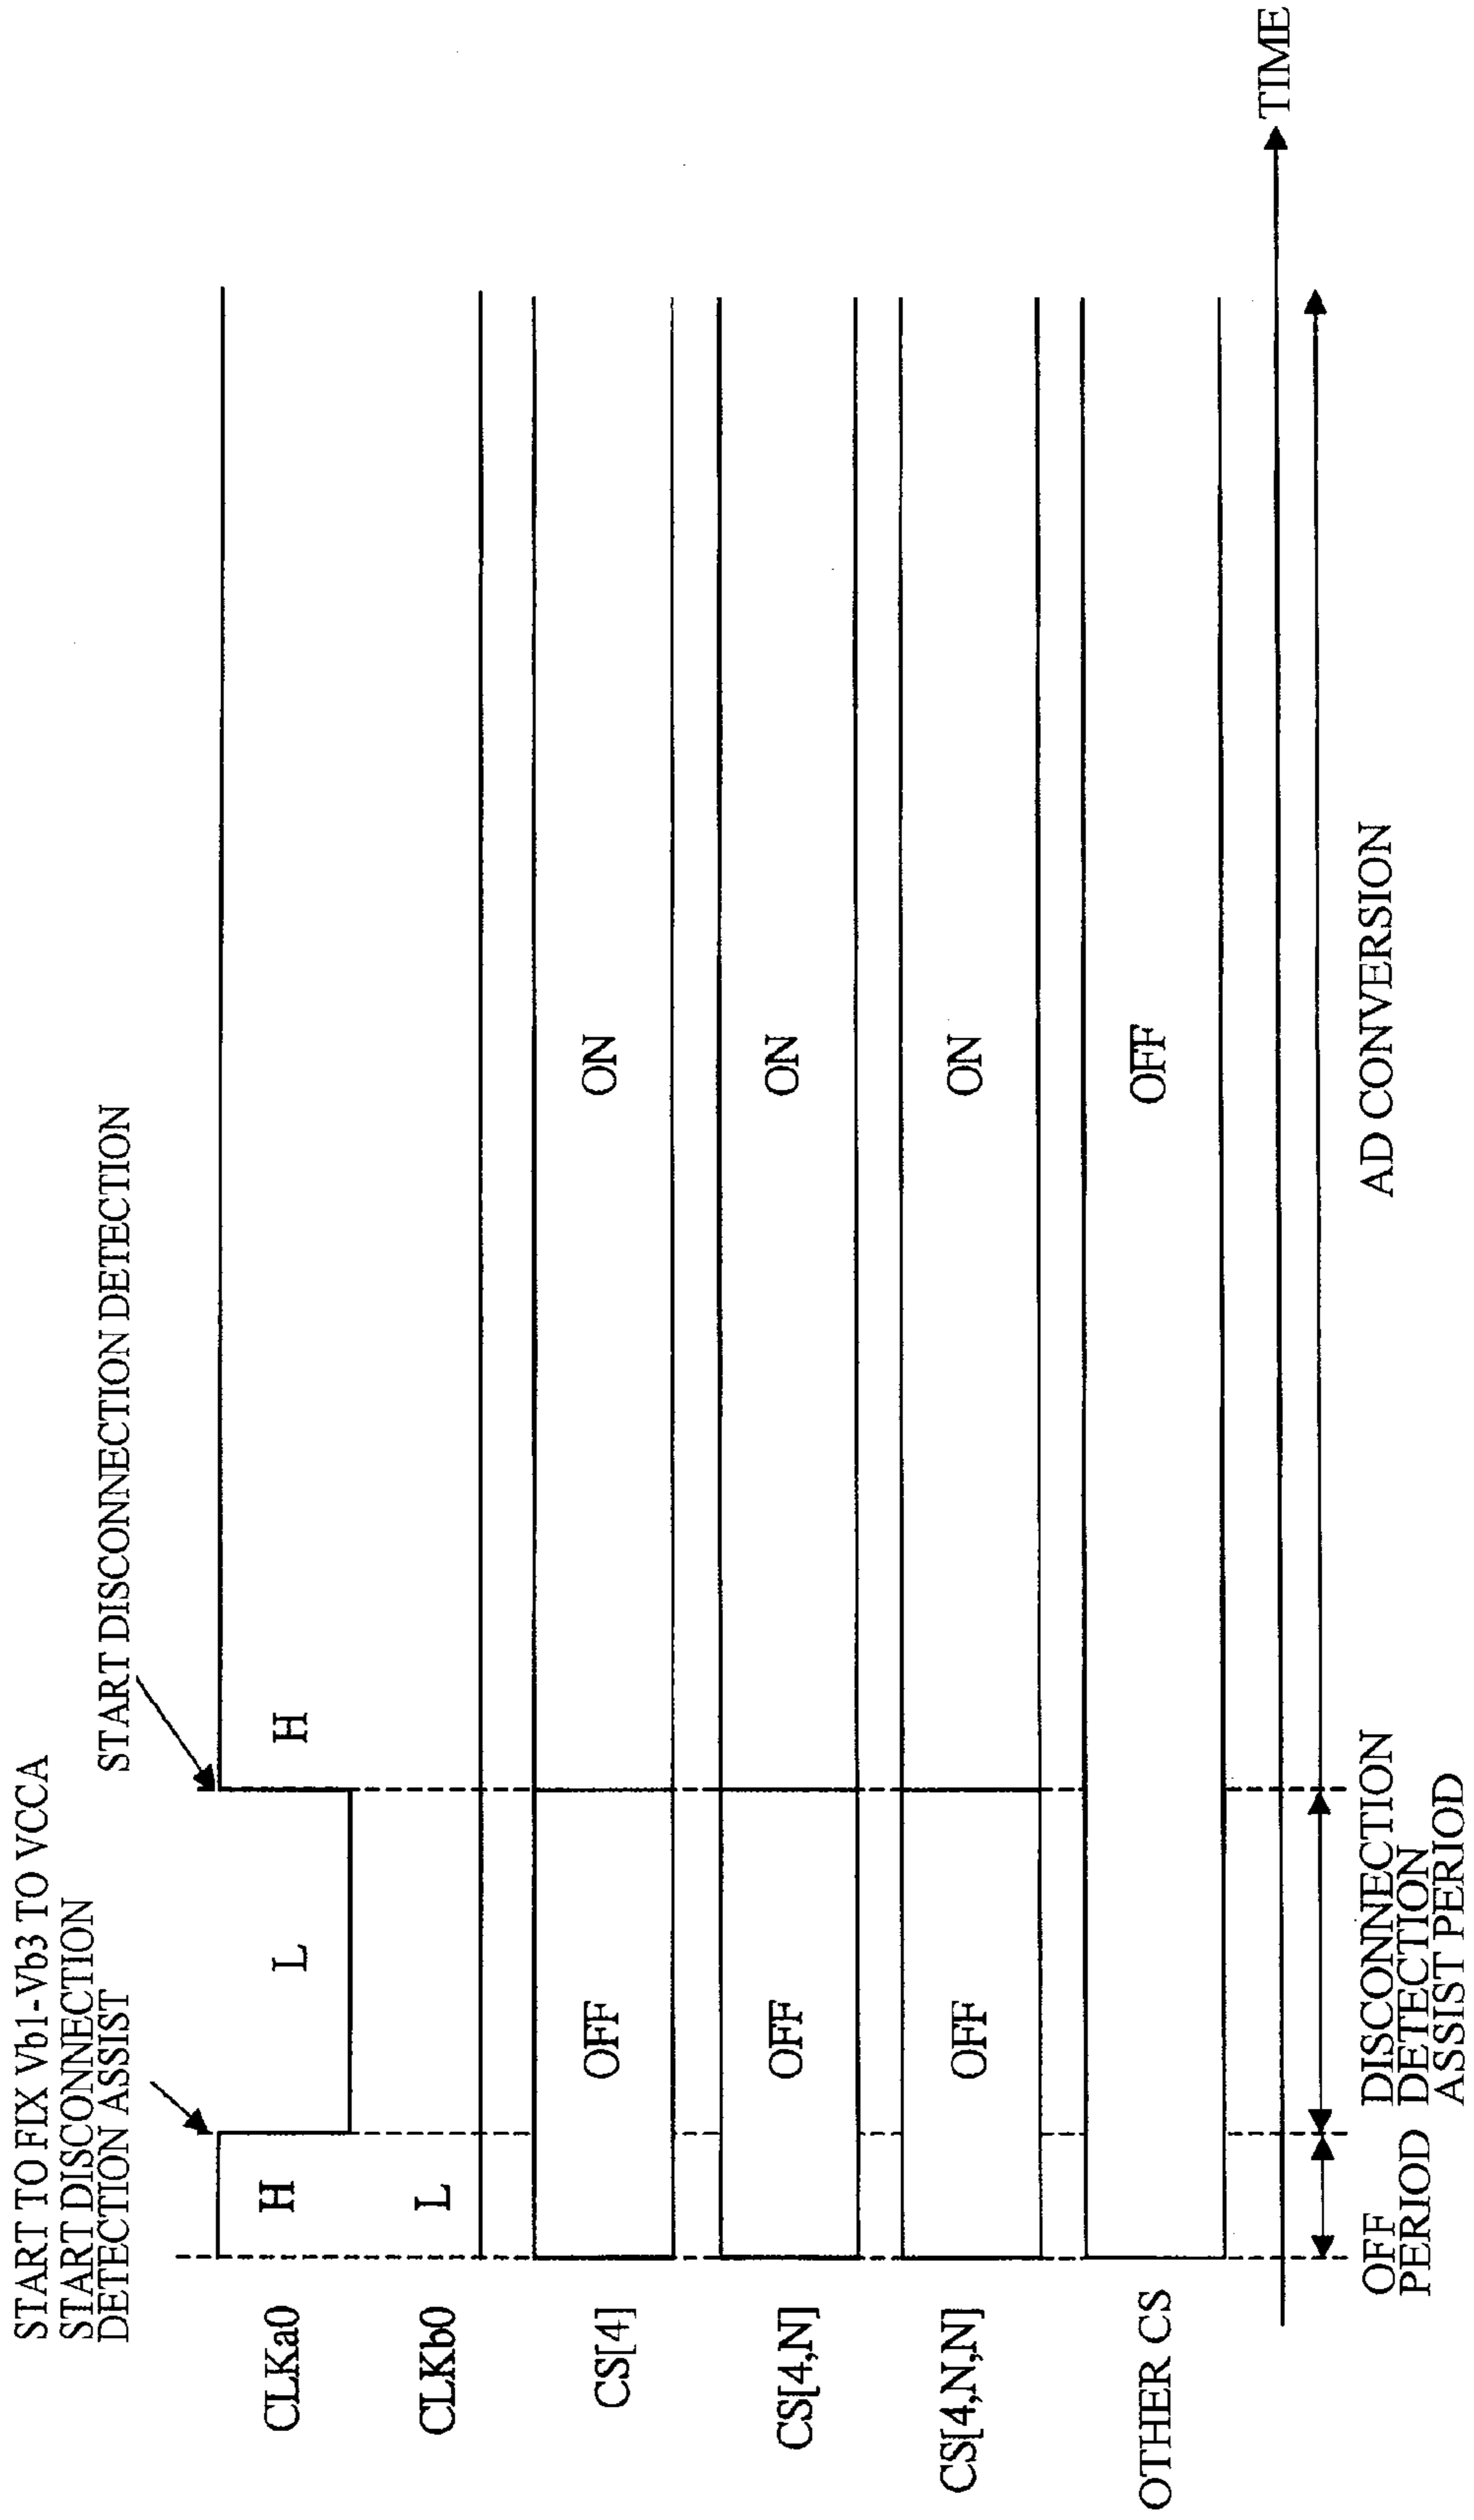 START TO FIX Vb1-Vb3 TO VCCA
START DISCONNECTION
DETECTION ASSIST
START DISCONNECTION DETECTION
CLKa0
H
L
H
CLKb0
L
CS[4]
OFF
ON
CS[4,N]
OFF
ON
CS[4,N,N]
OFF
ON
OTHER CS
OFF
TIME
OFF
PERIOD
DISCONNECTION
DETECTION
ASSIST PERIOD
AD CONVERSION